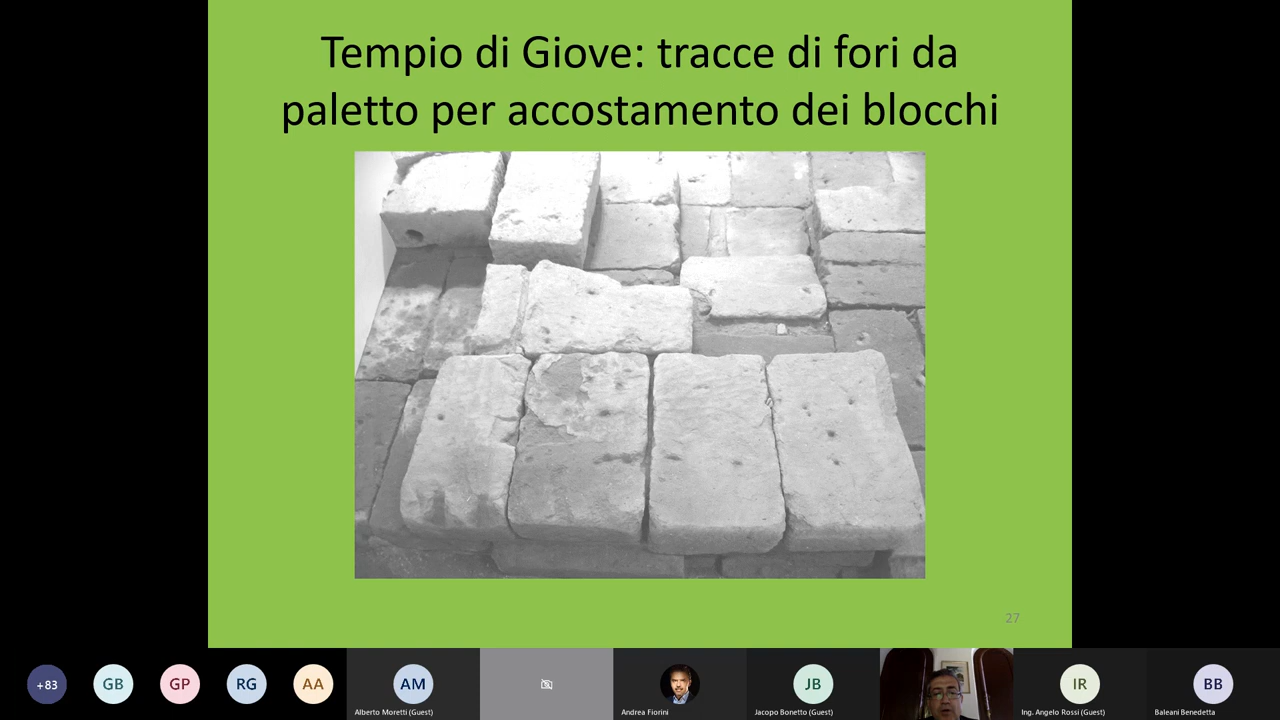 Tempio di Giove: tracce di fori da
paletto per accostamento dei blocchi
27
+83
GB
GP
RG
AA
AM
Alberto Moretti (Guest)
Andrea Fiorini
JB
Jacopo Bonetto (Guest)
IR
Ing. Angelo Rossi (Guest)
BB
Baleani Benedetta